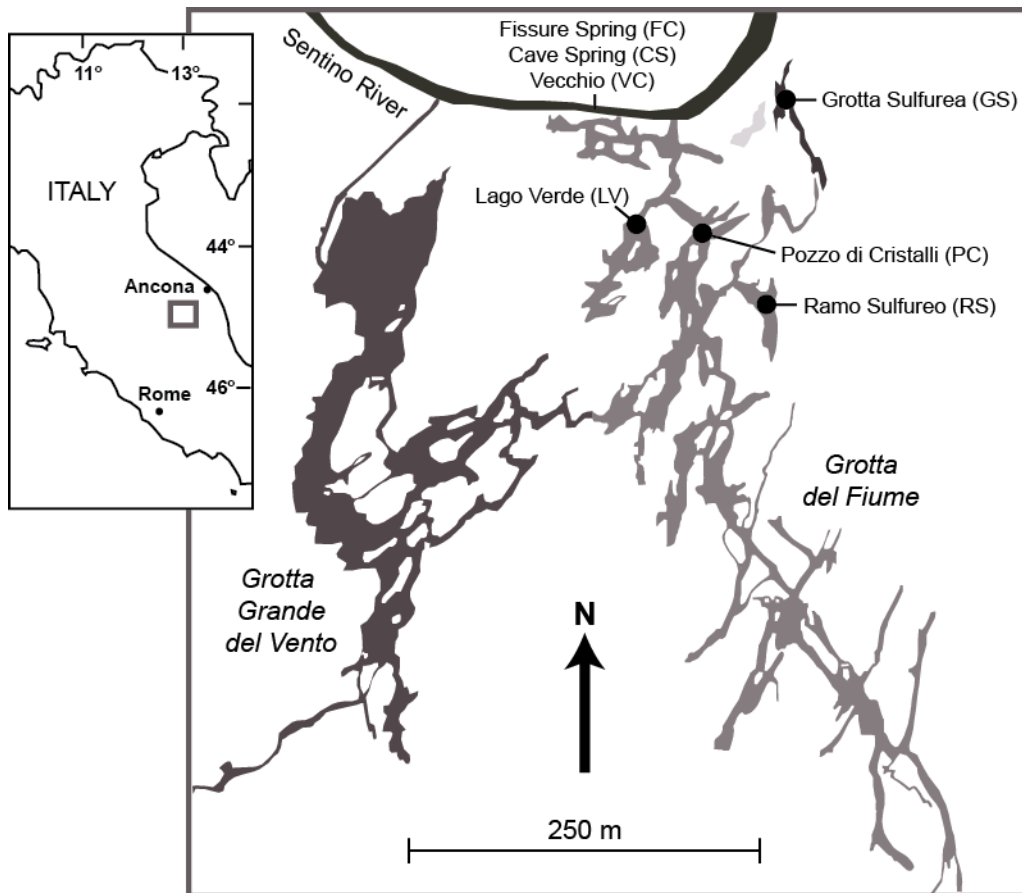 11°
13°
ITALY
44°
Ancona
46°
Rome
Sentino River
Fissure Spring (FC)
Cave Spring (CS)
Vecchio (VC)
Grotta Sulfurea (GS)
Lago Verde (LV)
Pozzo di Cristalli (PC)
Ramo Sulfureo (RS)
Grotta
del Fiume
Grotta
Grande
del Vento
N
250 m